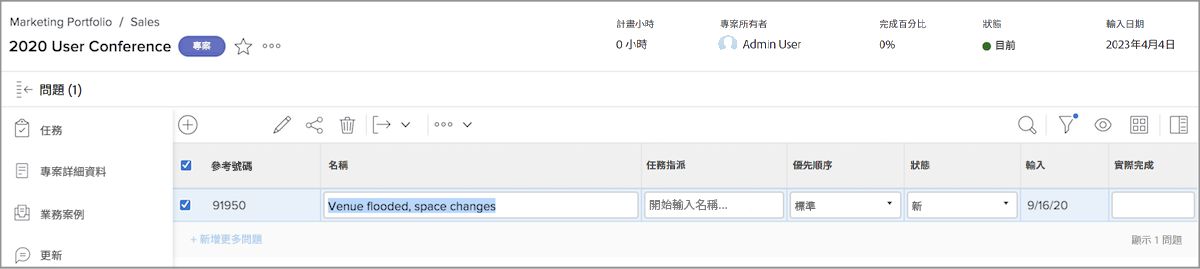 Marketing Portfolio / Sales
2020 User Conference 專案
計畫小時
0 小時
專案所有者
Admin User
完成百分比
0%
狀態
目前
輸入日期
2023年4月4日
問題 (1)
任務
專案詳細資料
業務案例
更新
參考號碼 名稱 任務指派 優先順序 狀態 輸入 實際完成
91950 Venue flooded, space changes 開始輸入名稱... 標準 新 9/16/20
+ 新增更多問題
顯示 1 問題